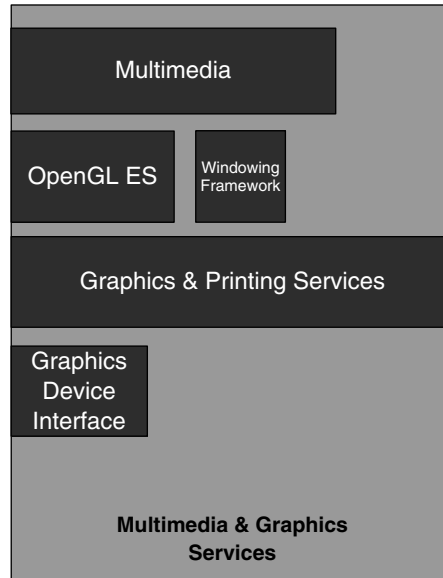 Multimedia
OpenGL ES
Windowing
Framework
Graphics & Printing Services
Graphics
Device
Interface
Multimedia & Graphics
Services